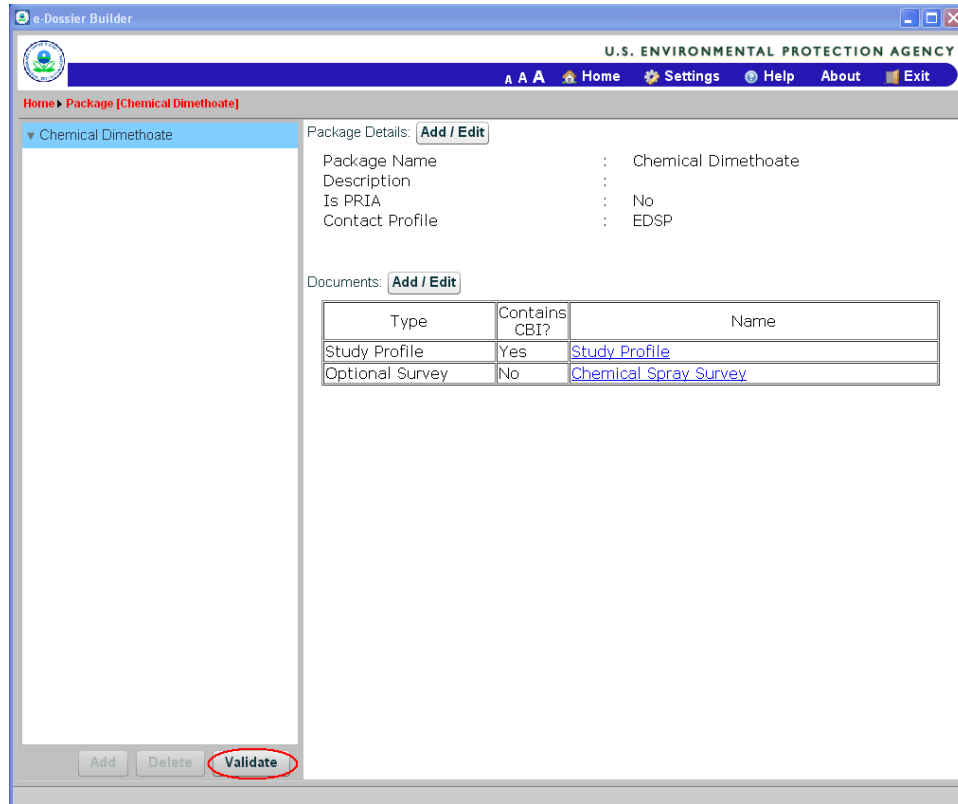 e-Dossier Builder
U.S. ENVIRONMENTAL PROTECTION AGENCY
A A A Home Settings Help About Exit
Home Package [Chemical Dimethoate]
Chemical Dimethoate
Package Details: Add / Edit
Package Name : Chemical Dimethoate
Description :
Is PRIA : No
Contact Profile : EDSP
Documents: Add / Edit
Type Contains CBI? Name
Study Profile Yes Study Profile
Optional Survey No Chemical Spray Survey
Add Delete Validate